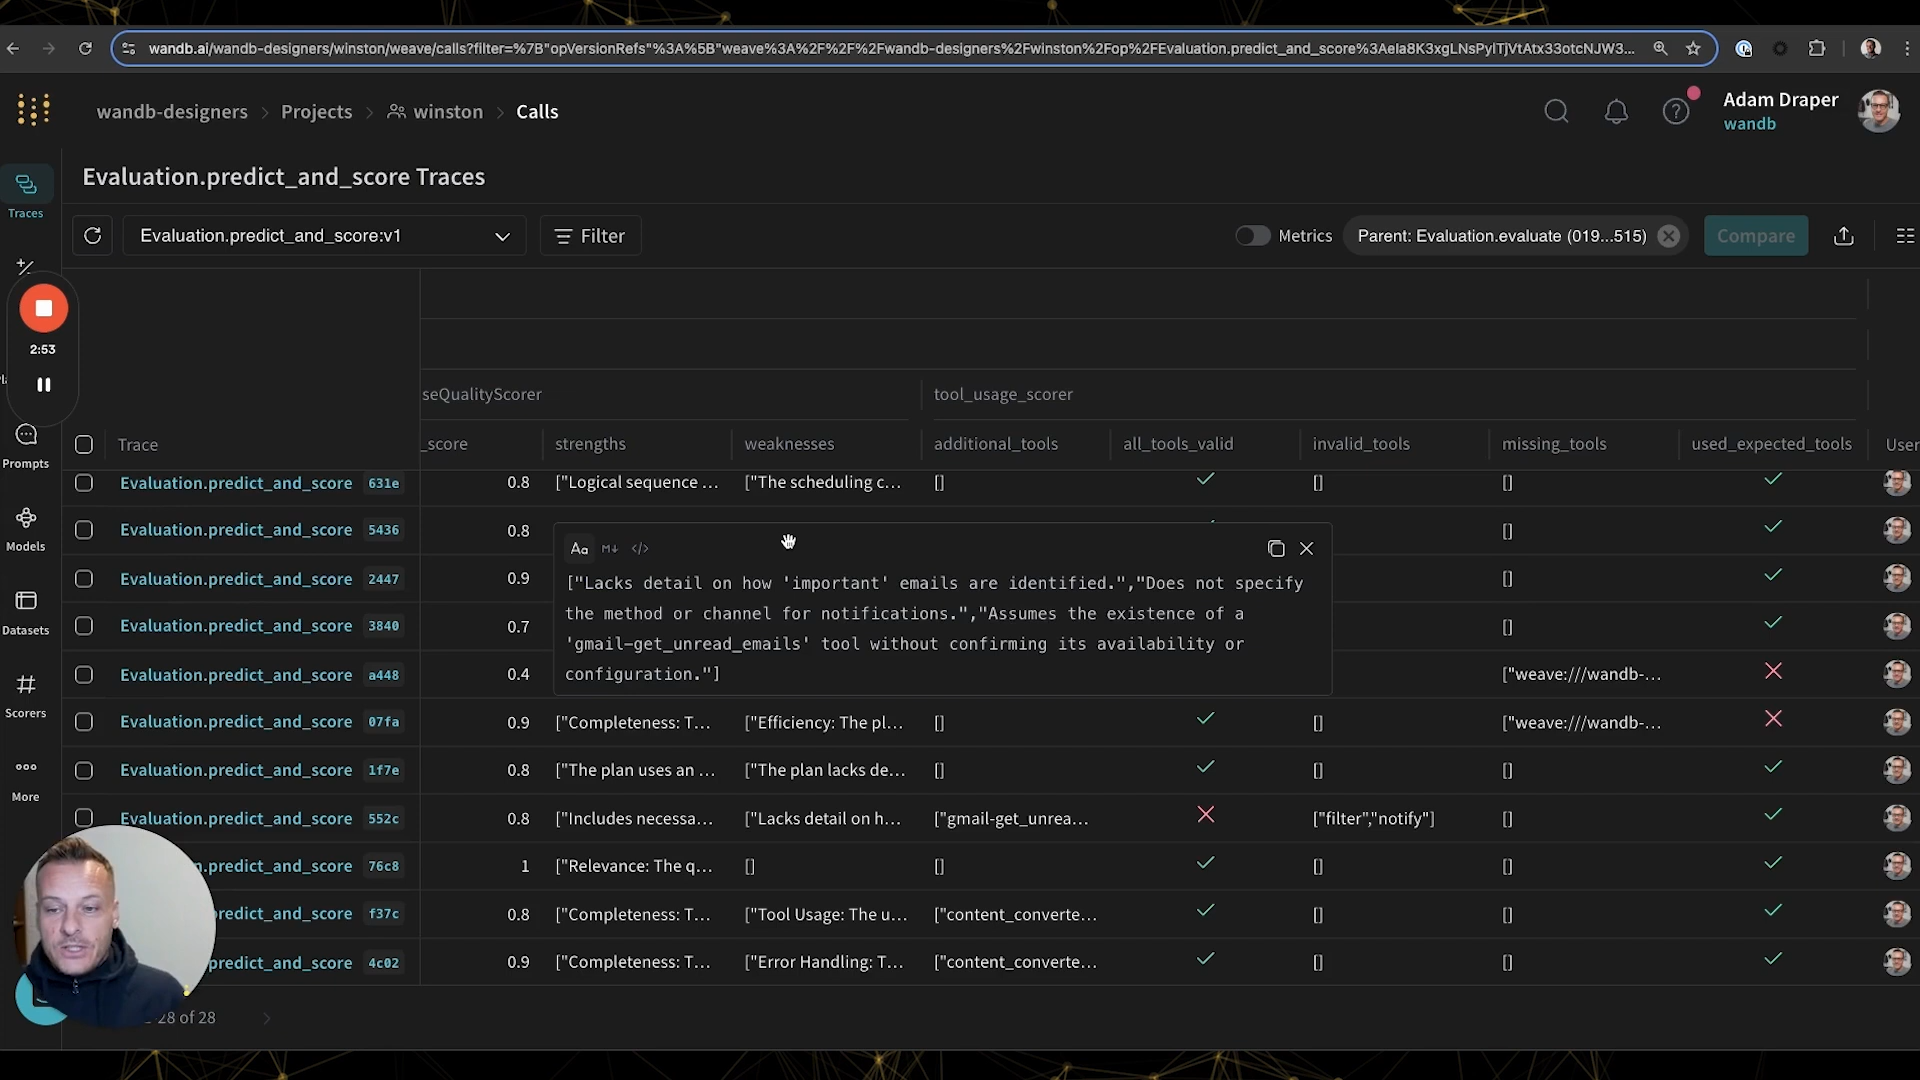 wandb.ai/wandb-designers/winston/weave/calls?filter=%7B"opVersionRefs"%3A%5B"weave%3A%2F%2F%2Fwandb-designers%2Fwinston%2Fop%2FEvaluation.predict_and_score%3Aela8K3xgLNsPyITjVtAtx33otcNJW3...
wandb-designers > Projects > winston > Calls
Adam Draper
wandb
Evaluation.predict_and_score Traces
Traces
Evaluation.predict_and_score:v1
Filter
Metrics
Parent: Evaluation.evaluate (019...515)
Compare
2:53
seQualityScorer
tool_usage_scorer
Trace
_score
strengths
weaknesses
additional_tools
all_tools_valid
invalid_tools
missing_tools
used_expected_tools
User
Evaluation.predict_and_score 631e 0.8 ["Logical sequence ... ["The scheduling c... [] [] []
Evaluation.predict_and_score 5436 0.8 []
Evaluation.predict_and_score 2447 0.9 []
Evaluation.predict_and_score 3840 0.7 []
Evaluation.predict_and_score a448 0.4 ["weave:///wandb-...
Aa M↓ </>
["Lacks detail on how 'important' emails are identified.","Does not specify
the method or channel for notifications.","Assumes the existence of a
'gmail-get_unread_emails' tool without confirming its availability or
configuration."]
Evaluation.predict_and_score 07fa 0.9 ["Completeness: T... ["Efficiency: The pl... [] [] ["weave:///wandb-...
Evaluation.predict_and_score 1f7e 0.8 ["The plan uses an ... ["The plan lacks de... [] [] []
Evaluation.predict_and_score 552c 0.8 ["Includes necessa... ["Lacks detail on h... ["gmail-get_unrea... ["filter","notify"] []
n.predict_and_score 76c8 1 ["Relevance: The q... [] [] [] []
redict_and_score f37c 0.8 ["Completeness: T... ["Tool Usage: The u... ["content_converte... [] []
predict_and_score 4c02 0.9 ["Completeness: T... ["Error Handling: T... ["content_converte... [] []
Prompts
Models
Datasets
Scorers
More
28 of 28